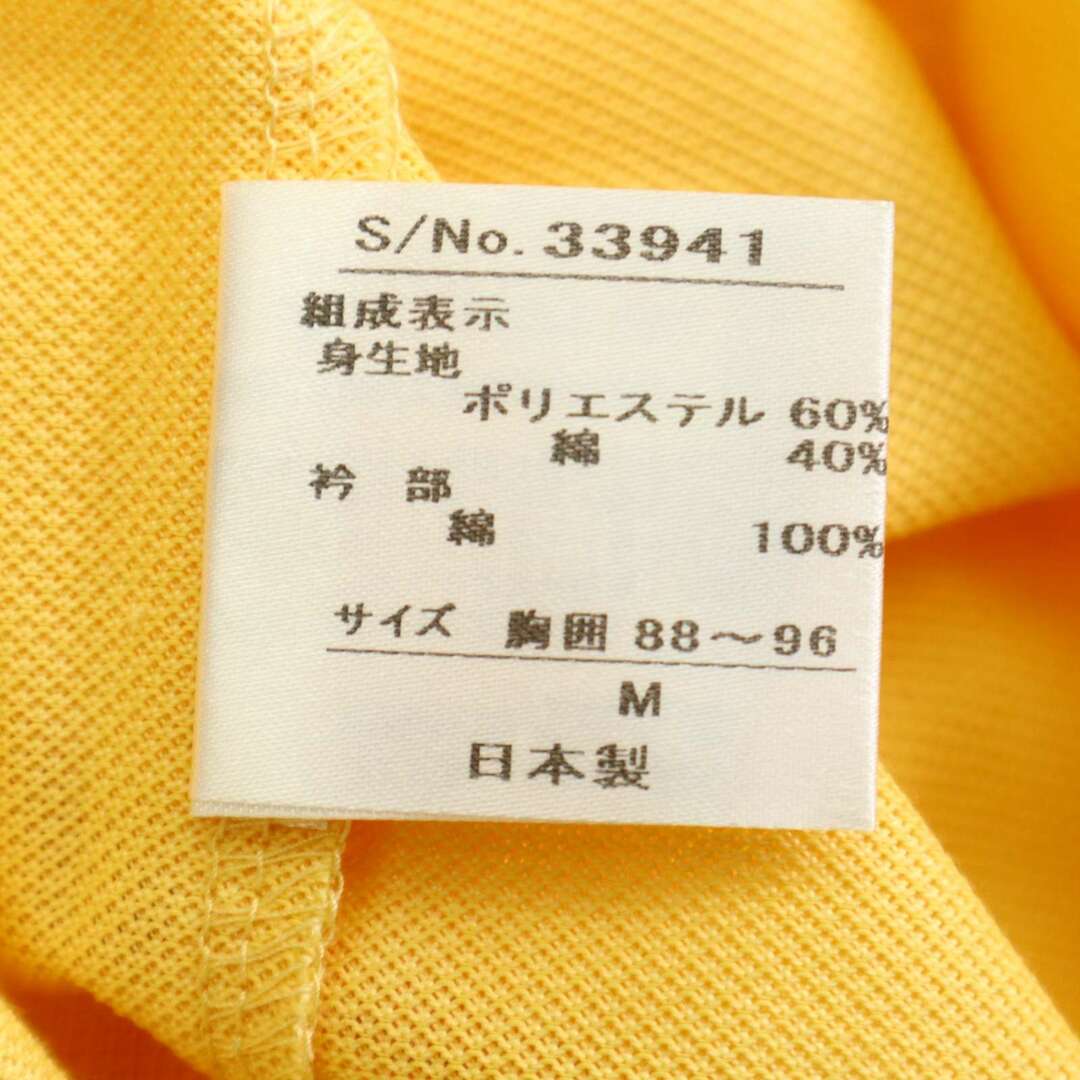 S/No. 33941
組成表示
身生地
ポリエステル 60%
綿 40%
衿 部
綿 100%
サイズ 胸囲 88～96
M
日本製